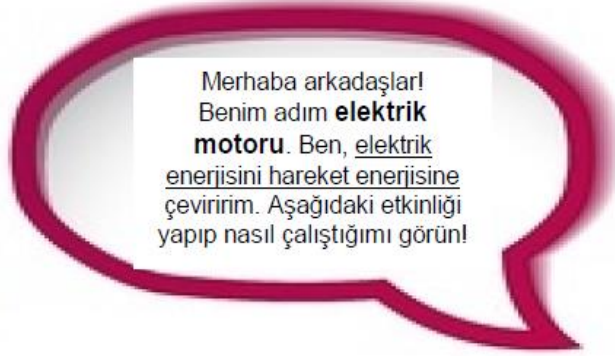 Merhaba arkadaşlar!
Benim adım elektrik
motoru. Ben, elektrik
enerjisini hareket enerjisine
çeviririm. Aşağıdaki etkinliği
yapıp nasıl çalıştığımı görün!